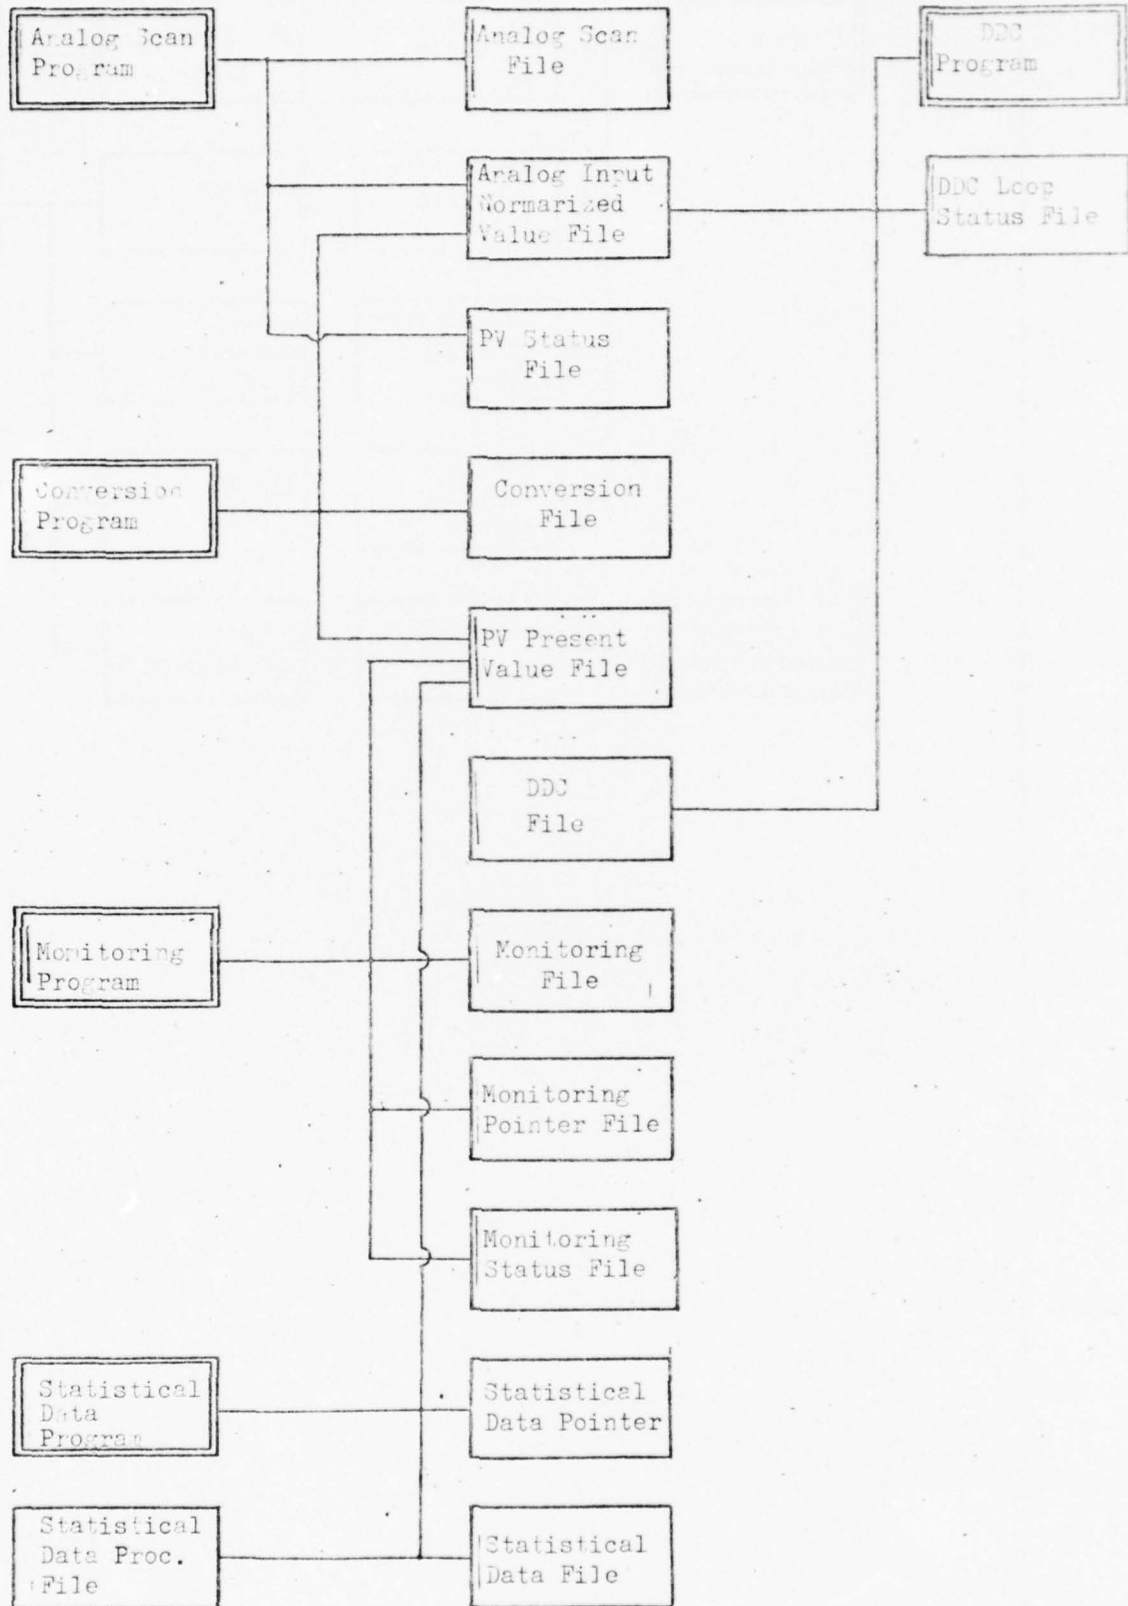 Analog Scan
Program
Analog Scan
File
DDC
Program
Analog Input
Normarized
Value File
DDC Loop
Status File
PV Status
File
Conversion
Program
Conversion
File
PV Present
Value File
DDC
File
Monitoring
Program
Monitoring
File
Monitoring
Pointer File
Monitoring
Status File
Statistical
Data
Program
Statistical
Data Pointer
Statistical
Data Proc.
File
Statistical
Data File